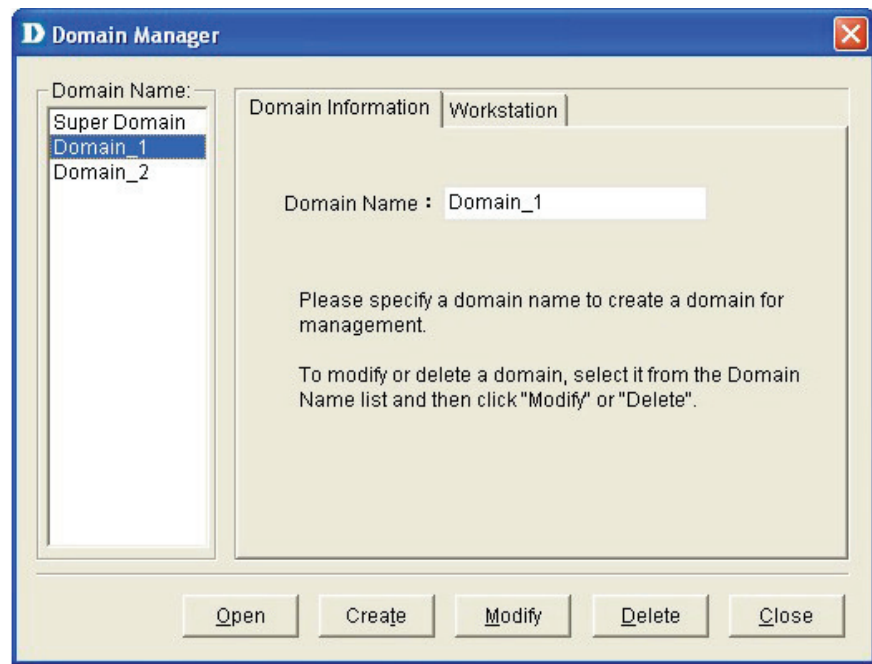 D Domain Manager
Domain Name:
Super Domain
Domain_1
Domain_2
Domain Information
Workstation
Domain Name : Domain_1
Please specify a domain name to create a domain for
management.
To modify or delete a domain, select it from the Domain
Name list and then click "Modify" or "Delete".
Open
Create
Modify
Delete
Close